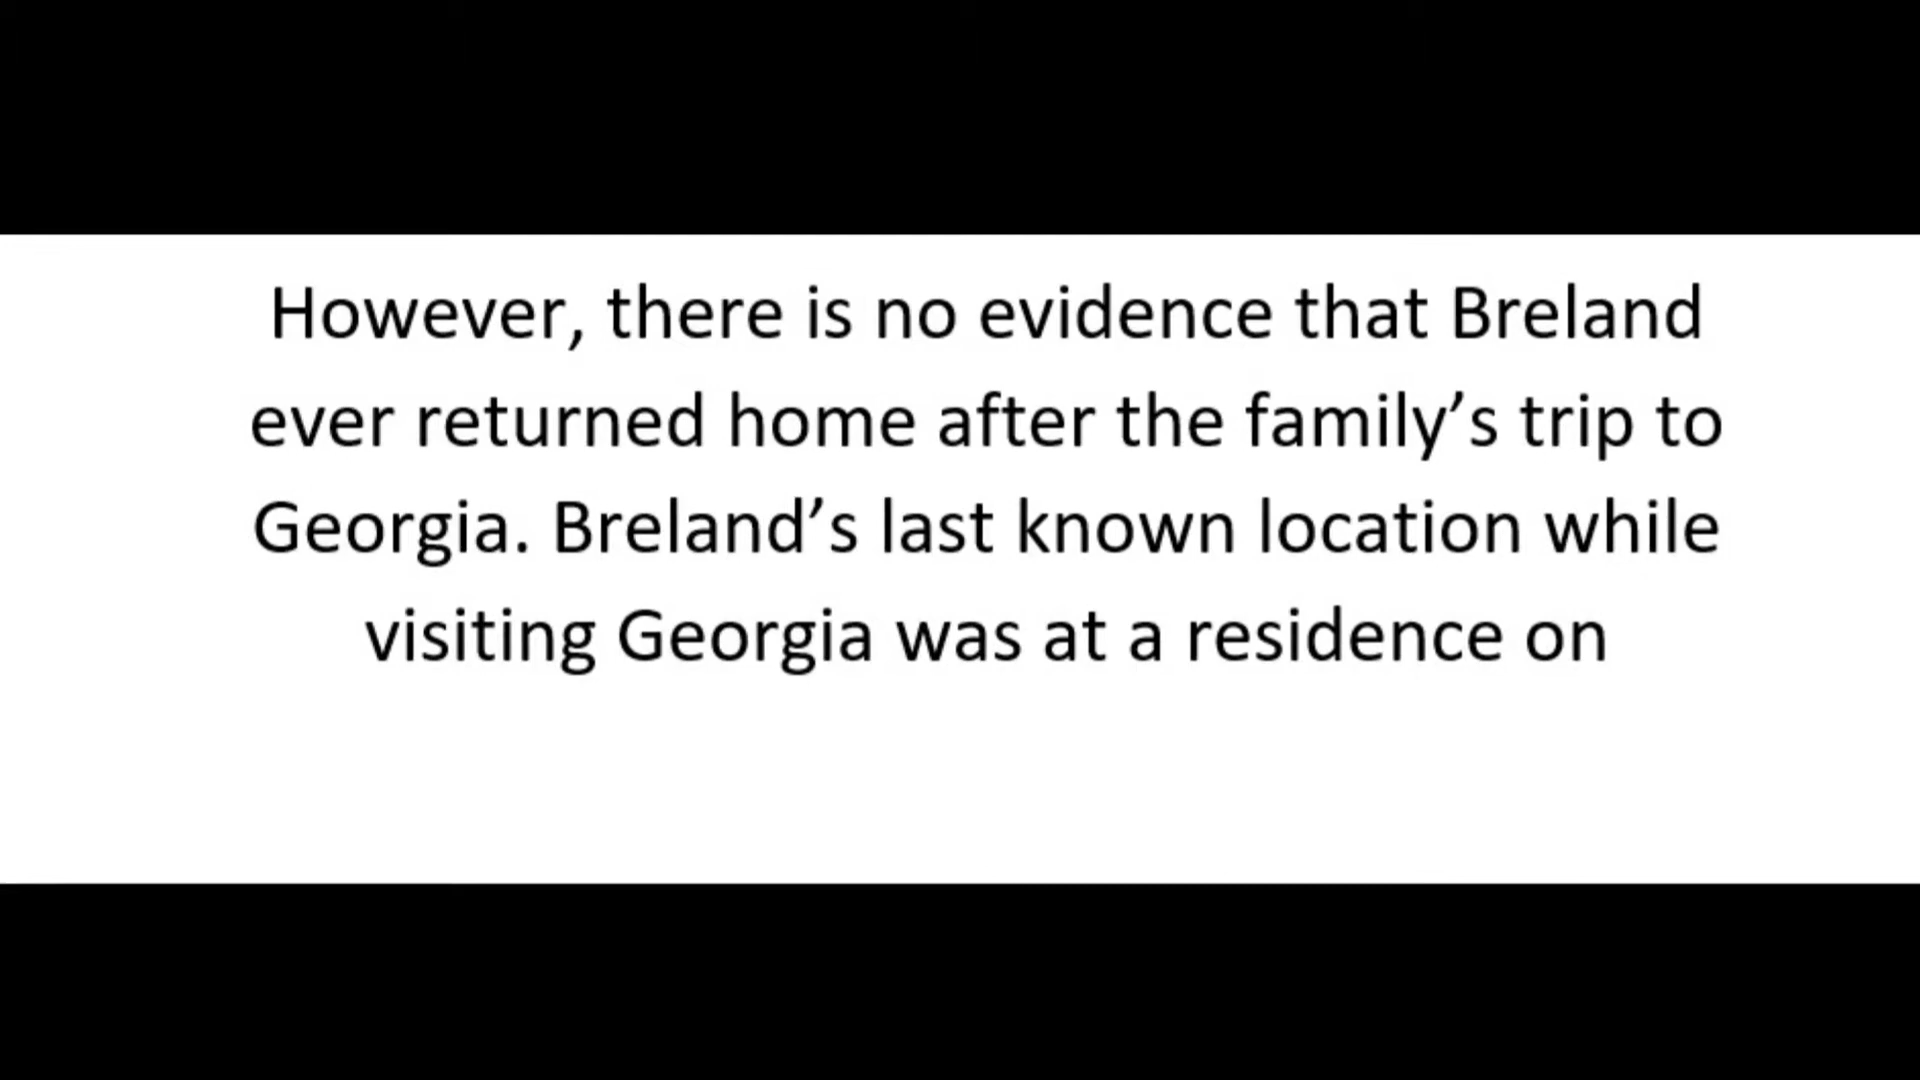 However, there is no evidence that Breland
ever returned home after the family’s trip to
Georgia. Breland’s last known location while
visiting Georgia was at a residence on